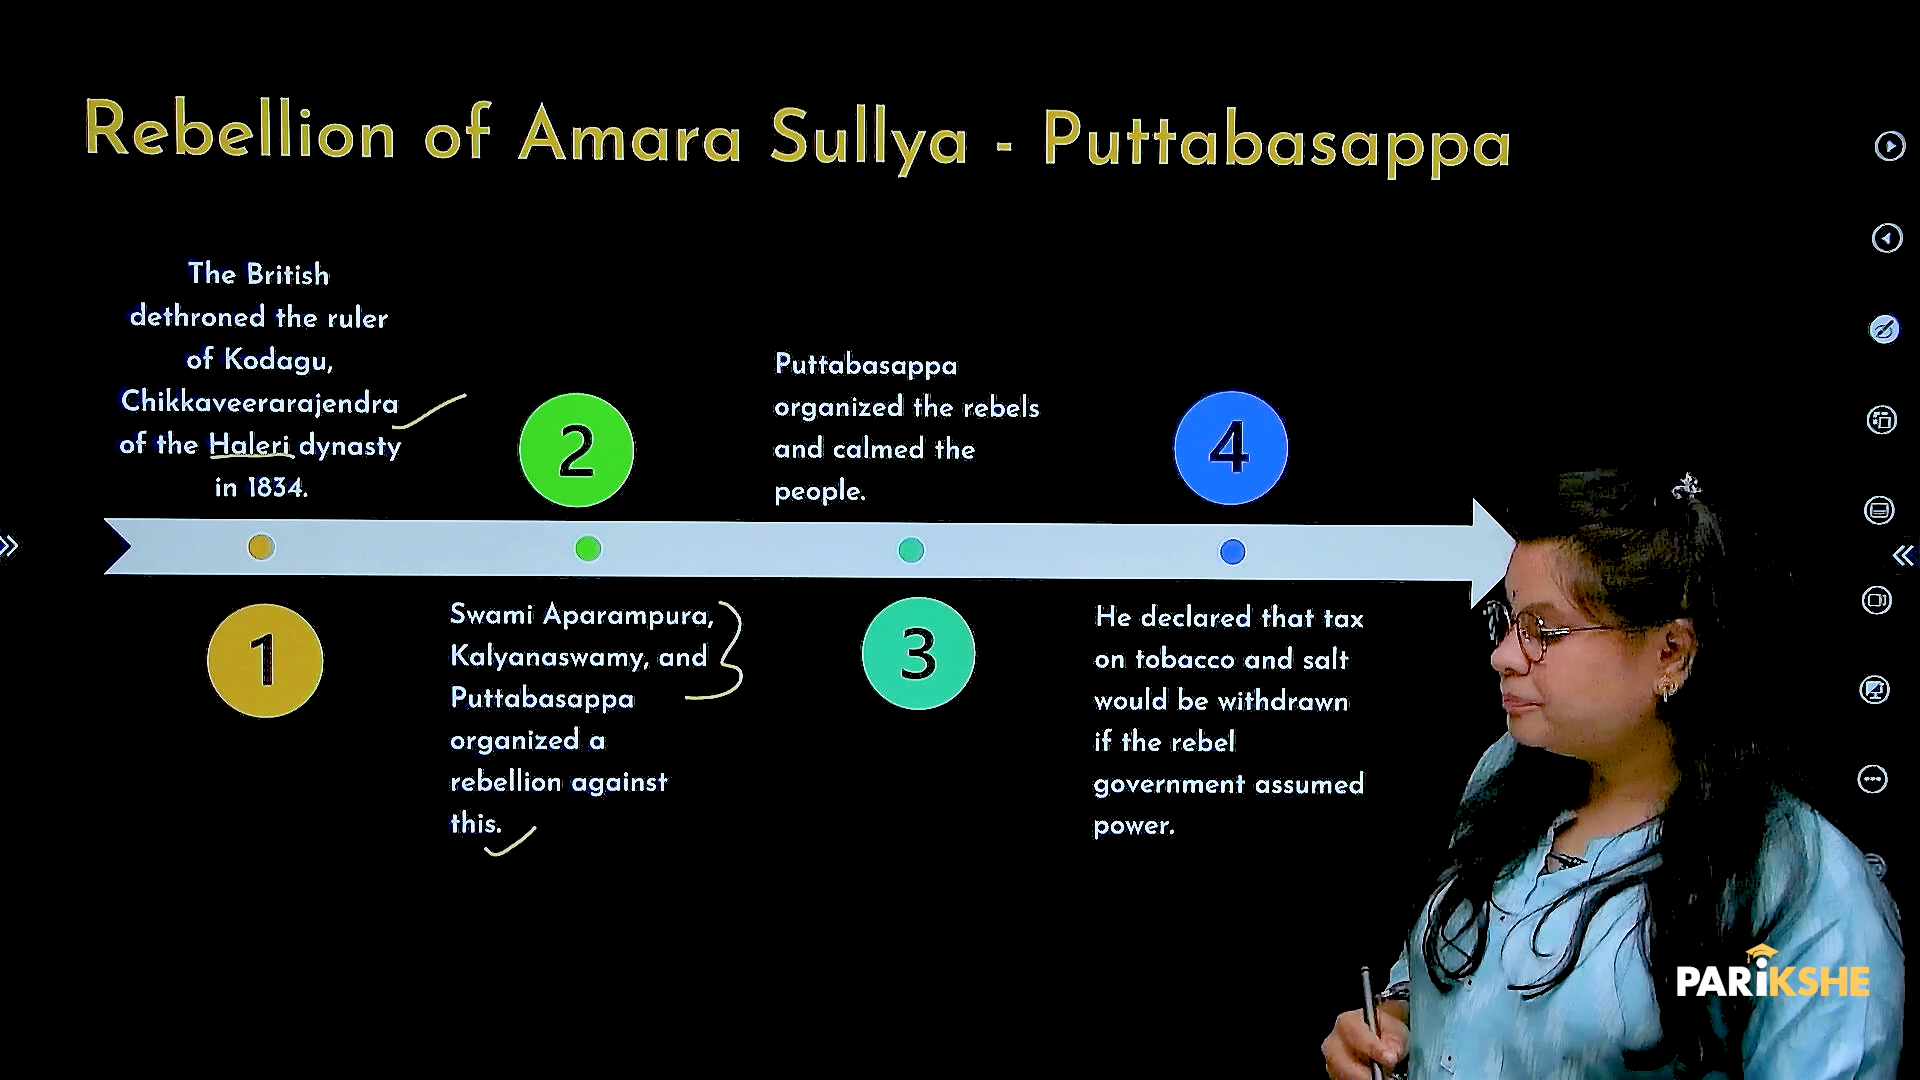 Rebellion of Amara Sullya - Puttabasappa
The British
dethroned the ruler
of Kodagu,
Chikkaveerarajendra
of the Haleri dynasty
in 1834.
1
2
Swami Aparampura,
Kalyanaswamy, and
Puttabasappa
organized a
rebellion against
this.
Puttabasappa
organized the rebels
and calmed the
people.
3
4
He declared that tax
on tobacco and salt
would be withdrawn
if the rebel
government assumed
power.
PARiKSHE